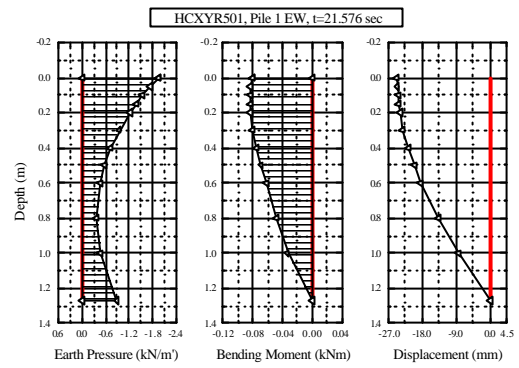 HCXYR501, Pile 1 EW, t=21.576 sec
-0.2 -0.2 -0.2
0.0 0.0 0.0
0.2 0.2 0.2
0.4 0.4 0.4
0.6 0.6 0.6
0.8 0.8 0.8
1.0 1.0 1.0
1.2 1.2 1.2
1.4 1.4 1.4
Depth (m)
0.6 0.0 -0.6 -1.2 -1.8 -2.4
-0.12 -0.08 -0.04 0.00 0.04
-27.0 -18.0 -9.0 0.0 4.5
Earth Pressure (kN/m')
Bending Moment (kNm)
Displacement (mm)